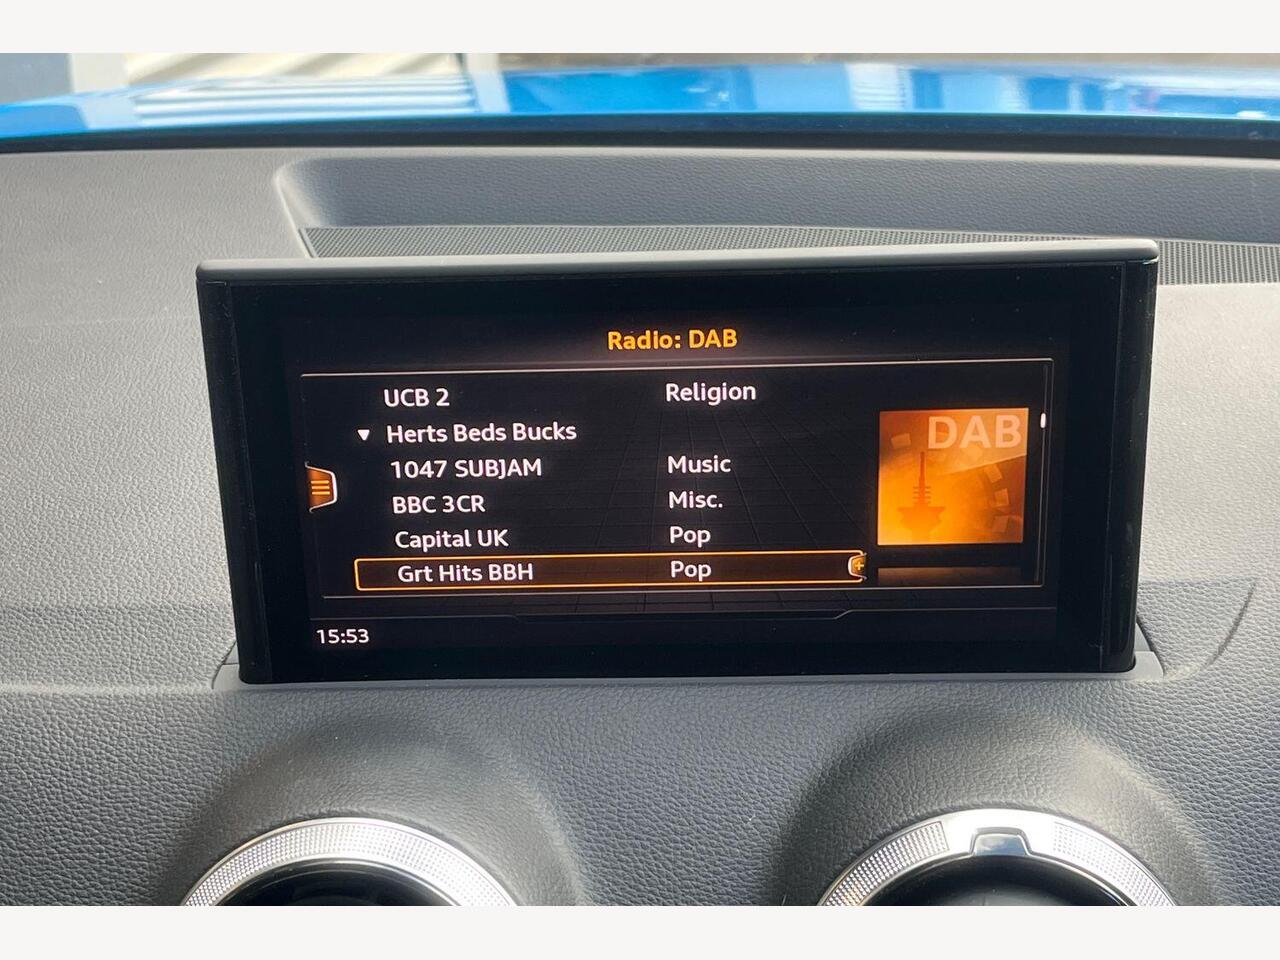 Radio: DAB
UCB 2 Religion
▼ Herts Beds Bucks
1047 SUBJAM Music
BBC 3CR Misc.
Capital UK Pop
Grt Hits BBH Pop
DAB
15:53